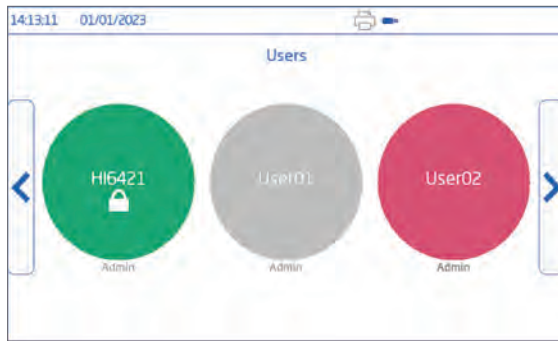 14:13:11 01/01/2023
Users
HI6421 User01 User02
Admin Admin Admin